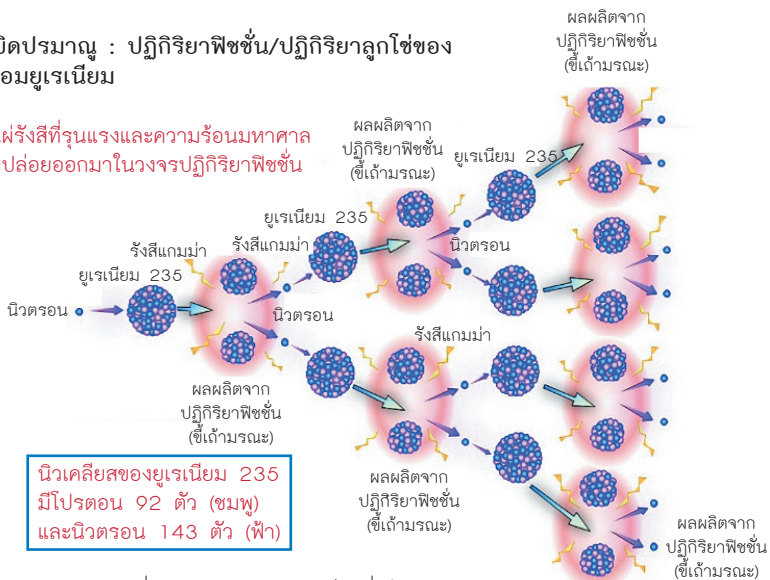 ปรมาณู : ปฏิกิริยาฟิชชั่น/ปฏิกิริยาลูกโซ่ของ
ยูเรเนียม
รังสีที่รุนแรงและความร้อนมหาศาล
ปล่อยออกมาในวงจรปฏิกิริยาฟิชชั่น
ผลผลิตจาก
ปฏิกิริยาฟิชชั่น
(ขี้เถ้ามรณะ)
ผลผลิตจาก
ปฏิกิริยาฟิชชั่น
(ขี้เถ้ามรณะ)
ยูเรเนียม 235
ยูเรเนียม 235
รังสีแกมม่า
รังสีแกมม่า
นิวตรอน
ยูเรเนียม 235
นิวตรอน
นิวตรอน
รังสีแกมม่า
ผลผลิตจาก
ปฏิกิริยาฟิชชั่น
(ขี้เถ้ามรณะ)
นิวเคลียสของยูเรเนียม 235
มีโปรตอน 92 ตัว (ชมพู)
และนิวตรอน 143 ตัว (ฟ้า)
ผลผลิตจาก
ปฏิกิริยาฟิชชั่น
(ขี้เถ้ามรณะ)
ผลผลิตจาก
ปฏิกิริยาฟิชชั่น
(ขี้เถ้ามรณะ)